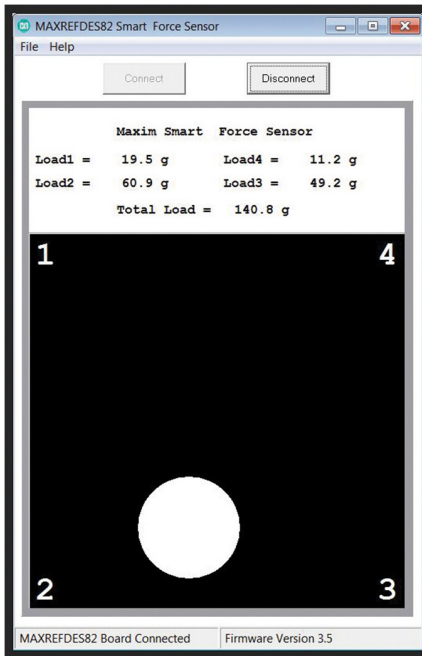 MAXREFDES82 Smart Force Sensor
File Help
Connect Disconnect
Maxim Smart Force Sensor
Load1 = 19.5 g Load4 = 11.2 g
Load2 = 60.9 g Load3 = 49.2 g
Total Load = 140.8 g
1 4
2 3
MAXREFDES82 Board Connected Firmware Version 3.5